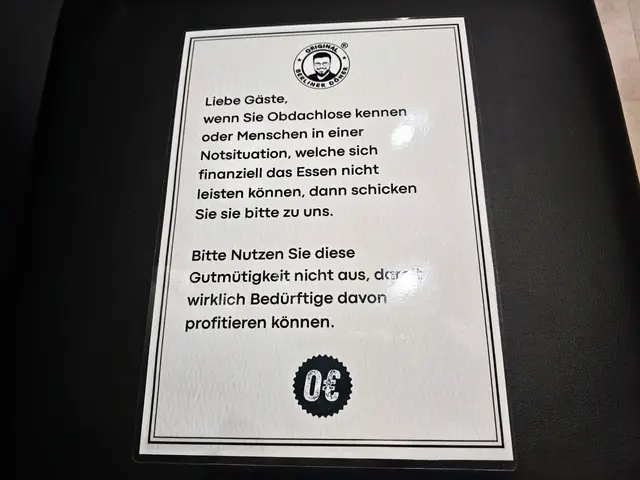 ORIGINAL
BERLINER DÖNER
®
Liebe Gäste,
wenn Sie Obdachlose kennen
oder Menschen in einer
Notsituation, welche sich
finanziell das Essen nicht
leisten können, dann schicken
Sie sie bitte zu uns.
Bitte Nutzen Sie diese
Gutmütigkeit nicht aus, damit
wirklich Bedürftige davon
profitieren können.
0€